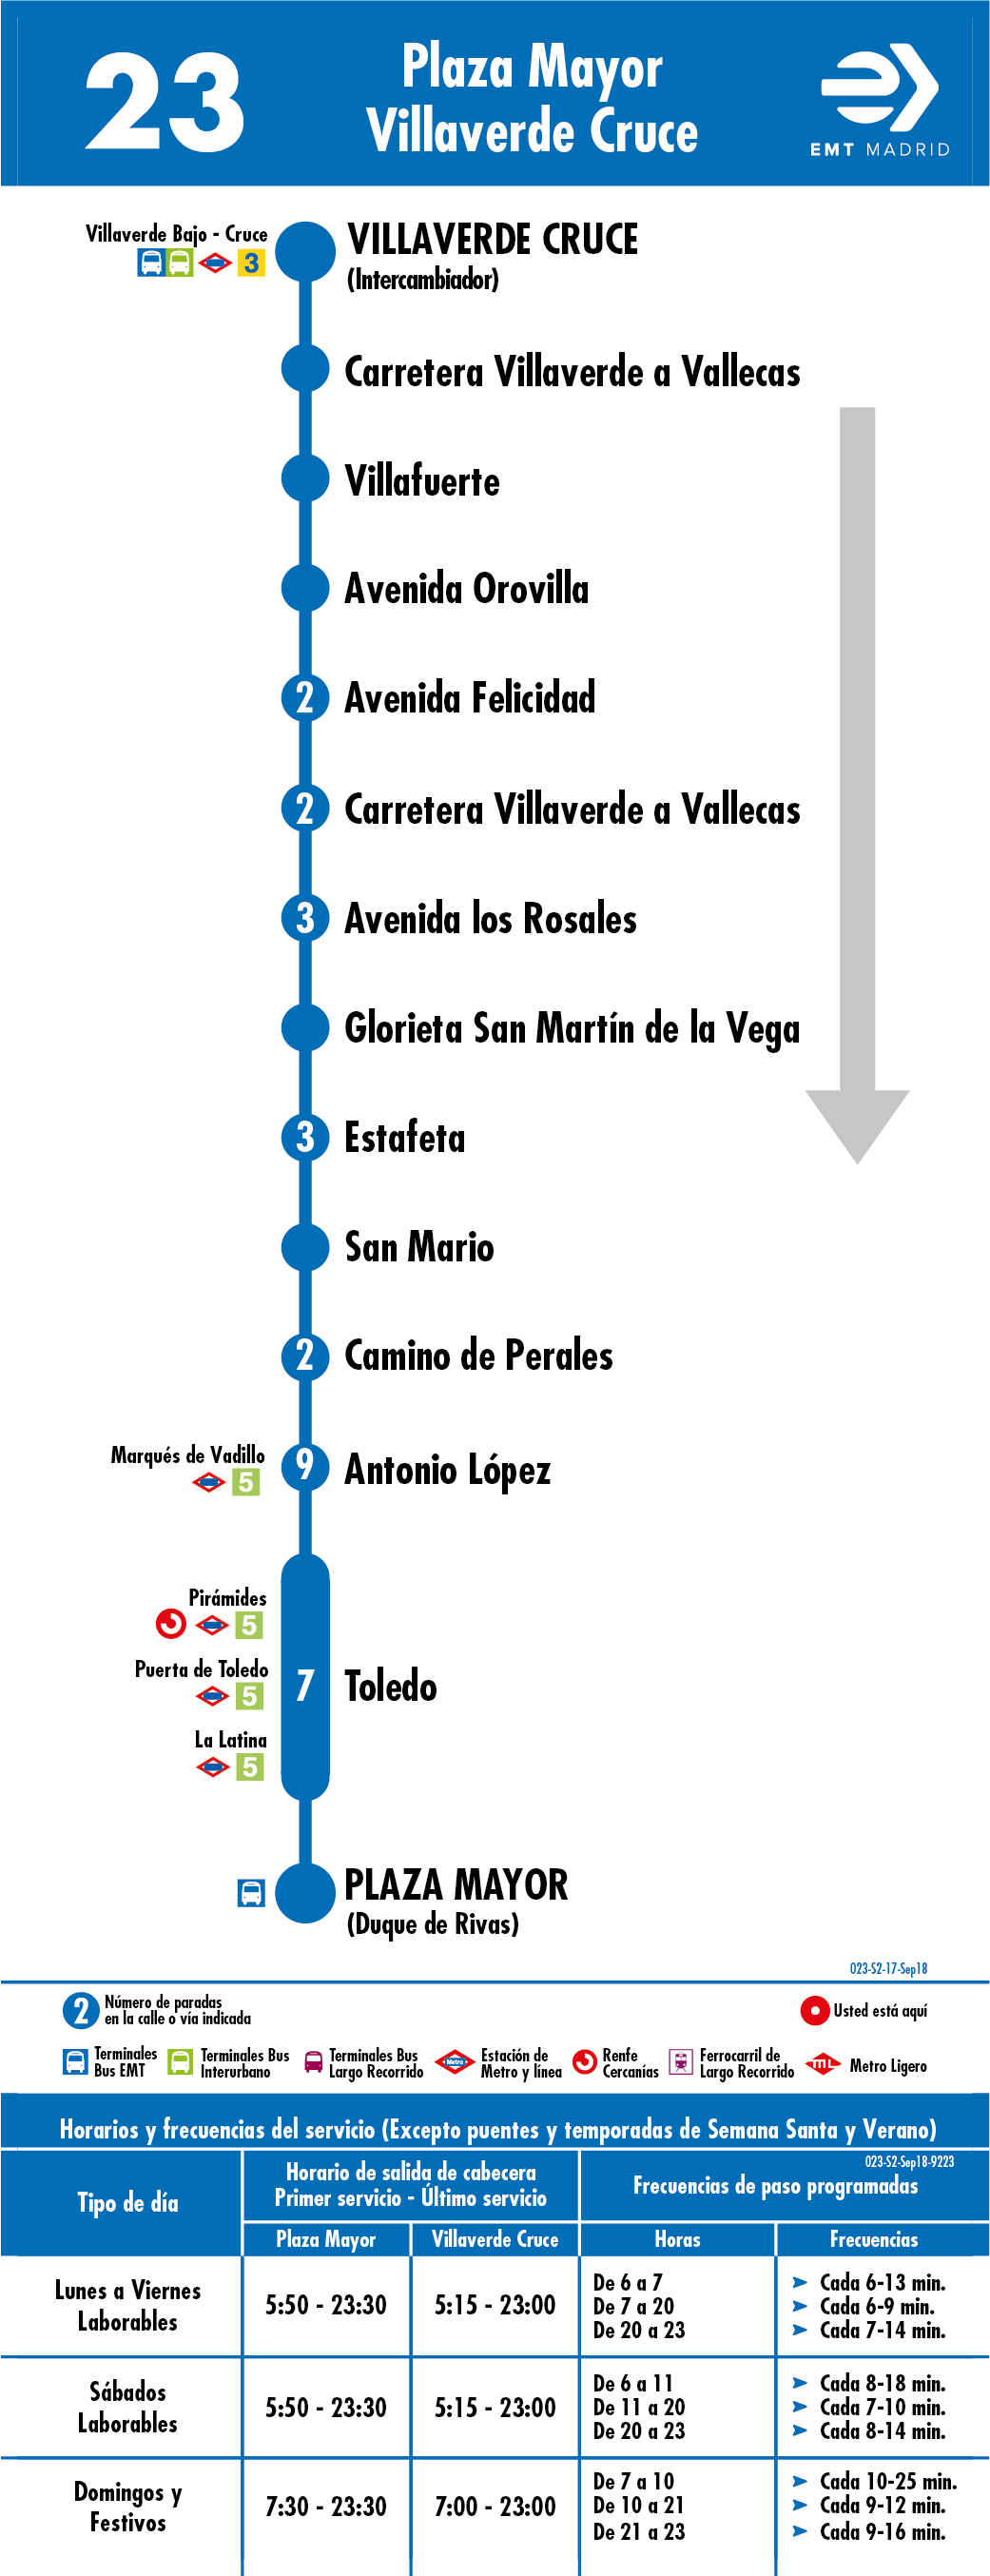 23
Plaza Mayor
Villaverde Cruce
EMT MADRID
Villaverde Bajo - Cruce
3
VILLAVERDE CRUCE
(Intercambiador)
Carretera Villaverde a Vallecas
Villafuerte
Avenida Orovilla
2 Avenida Felicidad
2 Carretera Villaverde a Vallecas
3 Avenida los Rosales
Glorieta San Martín de la Vega
3 Estafeta
San Mario
2 Camino de Perales
Marqués de Vadillo
5
9 Antonio López
Pirámides
5
Puerta de Toledo
5
7 Toledo
La Latina
5
PLAZA MAYOR
(Duque de Rivas)
023-S2-17-Sep18
2 Número de paradas
en la calle o vía indicada
Usted está aquí
Terminales
Bus EMT
Terminales Bus
Interurbano
Terminales Bus
Largo Recorrido
Metro
Estación de
Metro y línea
Renfe
Cercanías
Ferrocarril de
Largo Recorrido
ML
Metro Ligero
Horarios y frecuencias del servicio (Excepto puentes y temporadas de Semana Santa y Verano)
023-S2-Sep18-9223
Tipo de día
Horario de salida de cabecera
Primer servicio - Último servicio
Frecuencias de paso programadas
Plaza Mayor
Villaverde Cruce
Horas
Frecuencias
Lunes a Viernes
Laborables
5:50 - 23:30
5:15 - 23:00
De 6 a 7 ➤ Cada 6-13 min.
De 7 a 20 ➤ Cada 6-9 min.
De 20 a 23 ➤ Cada 7-14 min.
Sábados
Laborables
5:50 - 23:30
5:15 - 23:00
De 6 a 11 ➤ Cada 8-18 min.
De 11 a 20 ➤ Cada 7-10 min.
De 20 a 23 ➤ Cada 8-14 min.
Domingos y
Festivos
7:30 - 23:30
7:00 - 23:00
De 7 a 10 ➤ Cada 10-25 min.
De 10 a 21 ➤ Cada 9-12 min.
De 21 a 23 ➤ Cada 9-16 min.